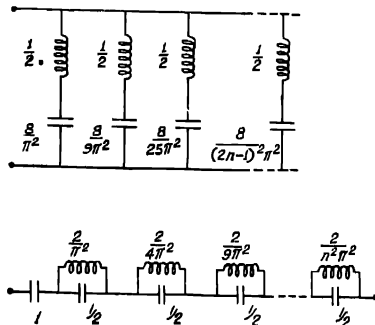 1/2. 1/2 1/2 1/2
8/π² 8/9π² 8/25π² 8/(2n-1)²π²
2/π² 2/4π² 2/9π² 2/n²π²
1 1/2 1/2 1/2 1/2